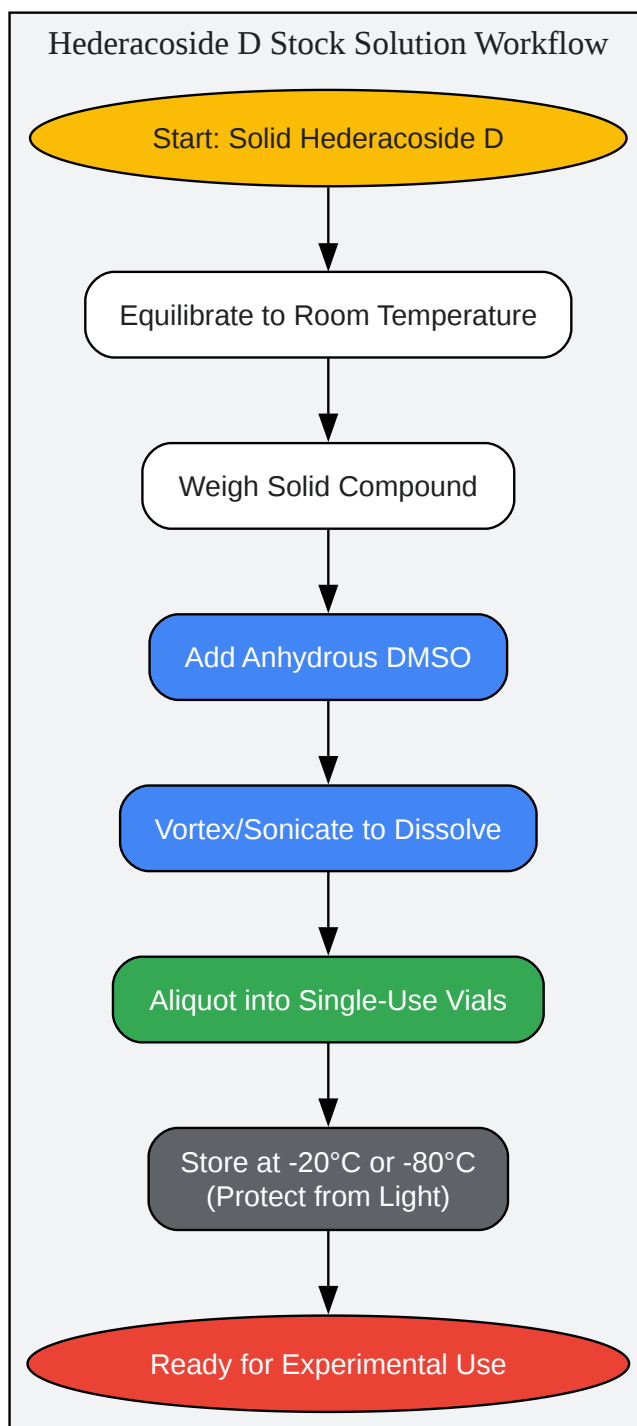 Hederacoside D Stock Solution Workflow
Start: Solid Hederacoside D
Equilibrate to Room Temperature
Weigh Solid Compound
Add Anhydrous DMSO
Vortex/Sonicate to Dissolve
Aliquot into Single-Use Vials
Store at -20°C or -80°C
(Protect from Light)
Ready for Experimental Use